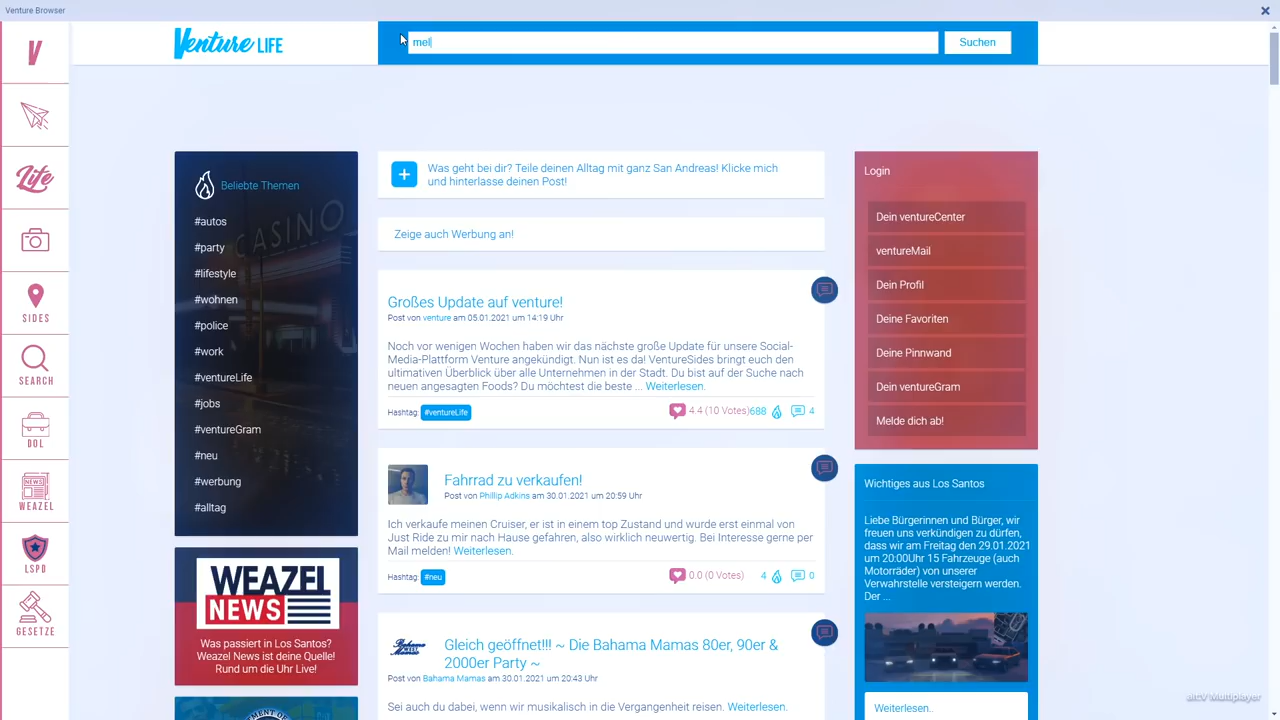 Venture Browser
V
Life
SIDES
SEARCH
DOL
NEWS
WEAZEL
LSPD
GESETZE
Venture LIFE
mel
Suchen
Beliebte Themen
#autos
#party
#lifestyle
#wohnen
#police
#work
#ventureLife
#jobs
#ventureGram
#neu
#werbung
#alltag
CASINO
WEAZEL
NEWS
Was passiert in Los Santos?
Weazel News ist deine Quelle!
Rund um die Uhr Live!
Was geht bei dir? Teile deinen Alltag mit ganz San Andreas! Klicke mich
und hinterlasse deinen Post!
Zeige auch Werbung an!
Großes Update auf venture!
Post von venture am 05.01.2021 um 14:19 Uhr
Noch vor wenigen Wochen haben wir das nächste große Update für unsere Social-
Media-Plattform Venture angekündigt. Nun ist es da! VentureSides bringt euch den
ultimativen Überblick über alle Unternehmen in der Stadt. Du bist auf der Suche nach
neuen angesagten Foods? Du möchtest die beste ... Weiterlesen.
Hashtag: #ventureLife
4.4 (10 Votes) 688 4
Fahrrad zu verkaufen!
Post von Phillip Adkins am 30.01.2021 um 20:59 Uhr
Ich verkaufe meinen Cruiser, er ist in einem top Zustand und wurde erst einmal von
Just Ride zu mir nach Hause gefahren, also wirklich neuwertig. Bei Interesse gerne per
Mail melden! Weiterlesen.
Hashtag: #neu
0.0 (0 Votes) 4 0
Bahama
Mamas
Gleich geöffnet!!! ~ Die Bahama Mamas 80er, 90er &
2000er Party ~
Post von Bahama Mamas am 30.01.2021 um 20:43 Uhr
Sei auch du dabei, wenn wir musikalisch in die Vergangenheit reisen. Weiterlesen.
Login
Dein ventureCenter
ventureMail
Dein Profil
Deine Favoriten
Deine Pinnwand
Dein ventureGram
Melde dich ab!
Wichtiges aus Los Santos
Liebe Bürgerinnen und Bürger, wir
freuen uns verkündigen zu dürfen,
dass wir am Freitag den 29.01.2021
um 20:00Uhr 15 Fahrzeuge (auch
Motorräder) von unserer
Verwahrstelle versteigern werden.
Der ...
Weiterlesen..
alt:V Multiplayer